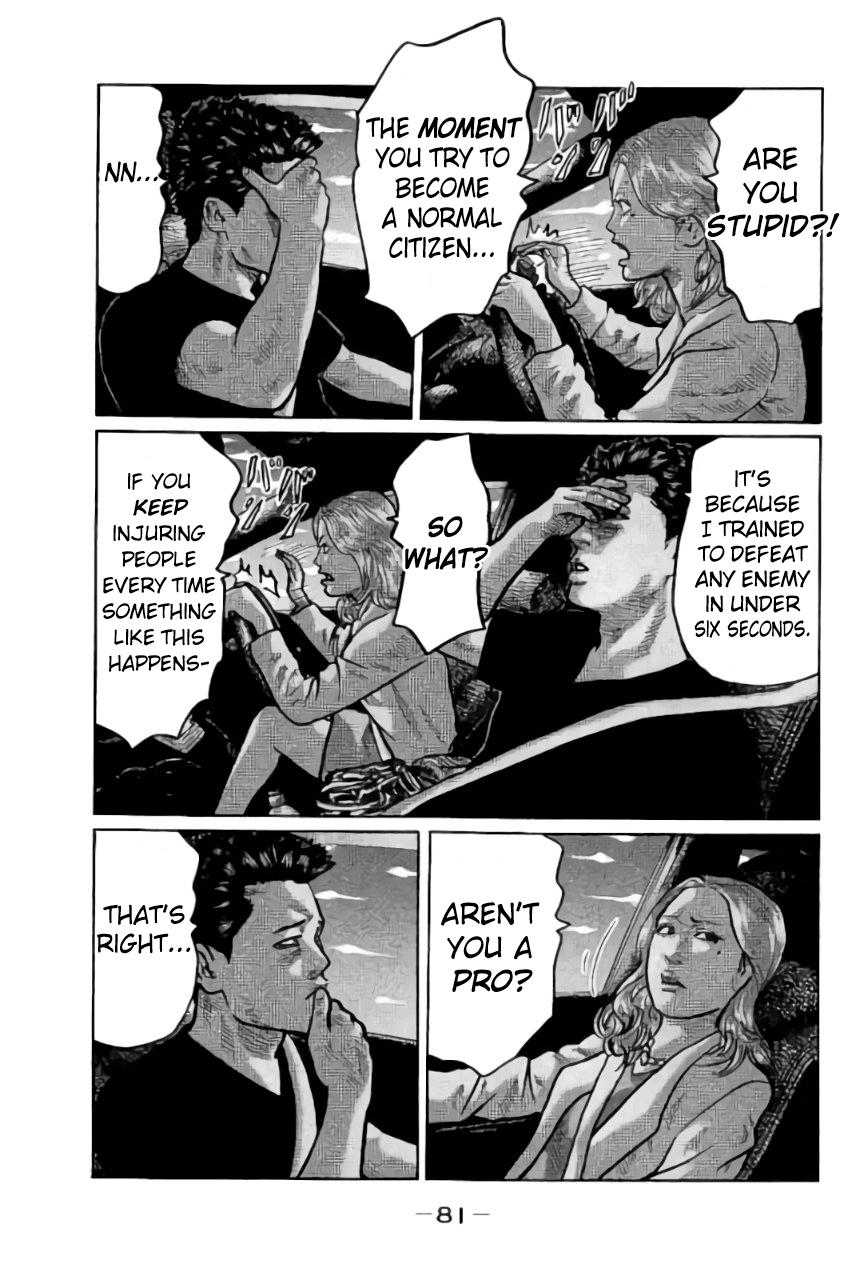 ARE
YOU
STUPID?!
THE MOMENT
YOU TRY TO
BECOME
A NORMAL
CITIZEN...
NN...
IT'S
BECAUSE
I TRAINED
TO DEFEAT
ANY ENEMY
IN UNDER
SIX SECONDS.
SO
WHAT?
IF YOU
KEEP
INJURING
PEOPLE
EVERY TIME
SOMETHING
LIKE THIS
HAPPENS-
AREN'T
YOU A
PRO?
THAT'S
RIGHT...
-81-